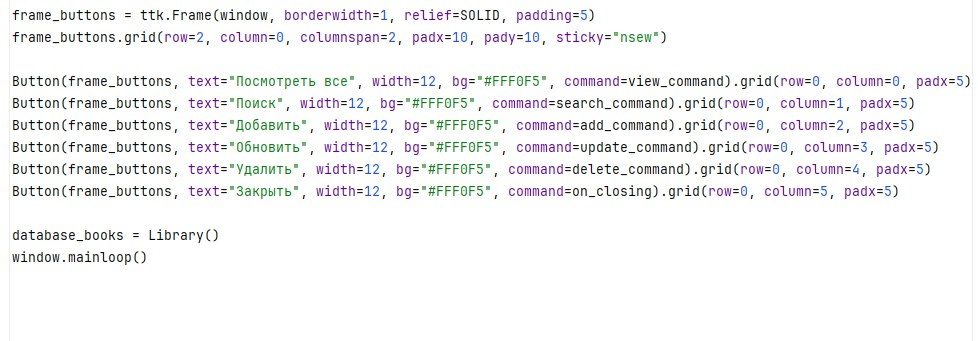 frame_buttons = ttk.Frame(window, borderwidth=1, relief=SOLID, padding=5)
frame_buttons.grid(row=2, column=0, columnspan=2, padx=10, pady=10, sticky="nsew")
Button(frame_buttons, text="Посмотреть все", width=12, bg="#FFF0F5", command=view_command).grid(row=0, column=0, padx=5)
Button(frame_buttons, text="Поиск", width=12, bg="#FFF0F5", command=search_command).grid(row=0, column=1, padx=5)
Button(frame_buttons, text="Добавить", width=12, bg="#FFF0F5", command=add_command).grid(row=0, column=2, padx=5)
Button(frame_buttons, text="Обновить", width=12, bg="#FFF0F5", command=update_command).grid(row=0, column=3, padx=5)
Button(frame_buttons, text="Удалить", width=12, bg="#FFF0F5", command=delete_command).grid(row=0, column=4, padx=5)
Button(frame_buttons, text="Закрыть", width=12, bg="#FFF0F5", command=on_closing).grid(row=0, column=5, padx=5)
database_books = Library()
window.mainloop()